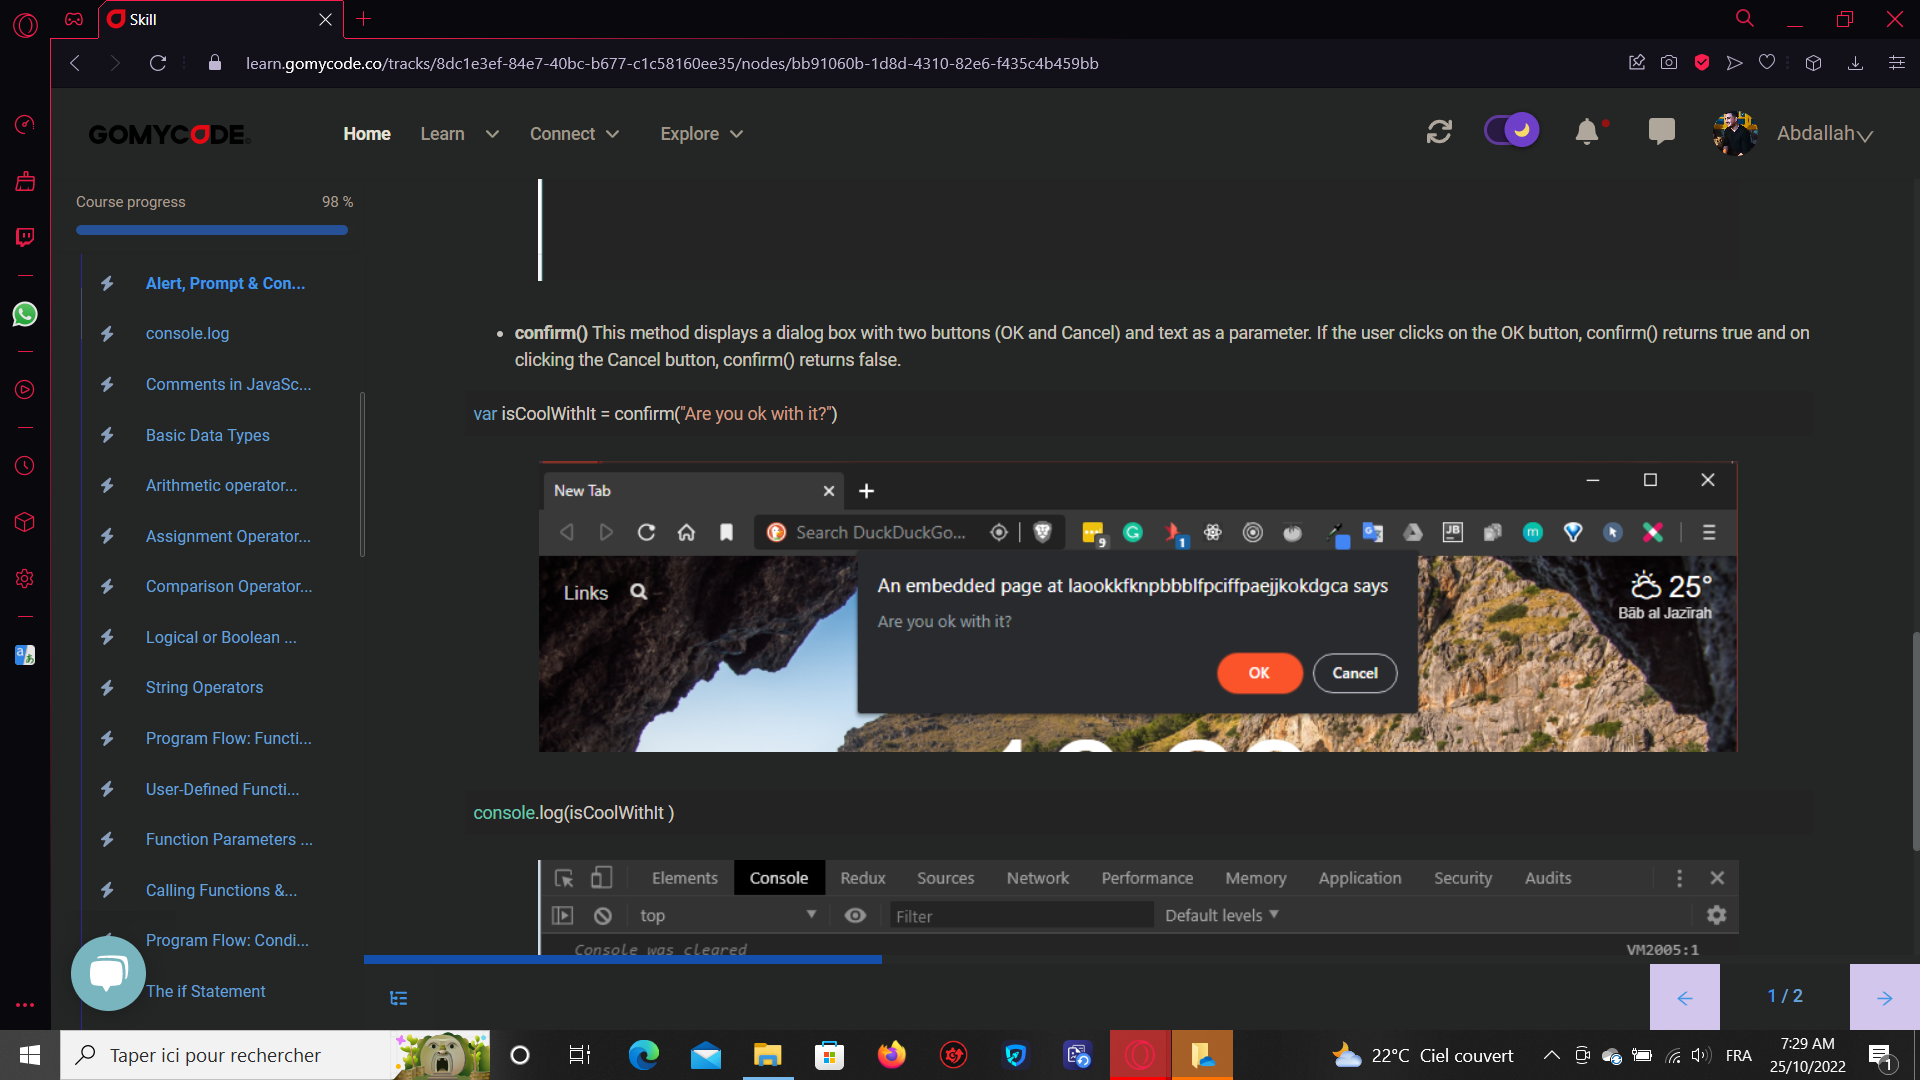 Skill
learn.gomycode.co/tracks/8dc1e3ef-84e7-40bc-b677-c1c58160ee35/nodes/bb91060b-1d8d-4310-82e6-f435c4b459bb
GOMYCODE
Home
Learn
Connect
Explore
Abdallah
Course progress
98 %
Alert, Prompt & Con...
console.log
Comments in JavaSc...
Basic Data Types
Arithmetic operator...
Assignment Operator...
Comparison Operator...
Logical or Boolean ...
String Operators
Program Flow: Functi...
User-Defined Functi...
Function Parameters ...
Calling Functions &...
Program Flow: Condi...
The if Statement
• confirm() This method displays a dialog box with two buttons (OK and Cancel) and text as a parameter. If the user clicks on the OK button, confirm() returns true and on
clicking the Cancel button, confirm() returns false.
var isCoolWithIt = confirm("Are you ok with it?")
New Tab
Search DuckDuckGo...
9
1
JB
m
Links
An embedded page at laookkfknpbbblfpciffpaejjkokdgca says
Are you ok with it?
OK
Cancel
25°
Bāb al Jazīrah
console.log(isCoolWithIt )
Elements
Console
Redux
Sources
Network
Performance
Memory
Application
Security
Audits
top
Filter
Default levels
Console was cleared
VM2005:1
1 / 2
Taper ici pour rechercher
22°C Ciel couvert
FRA
7:29 AM
25/10/2022
1